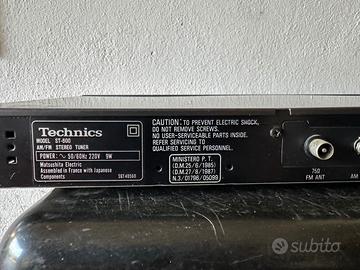 Technics
MODEL ST-600
AM/FM STEREO TUNER
POWER: ~ 50/60Hz 220V 9W
Matsushita Electric
Assembled in France with Japanese
Components
CAUTION: TO PREVENT ELECTRIC SHOCK,
DO NOT REMOVE SCREWS.
NO USER-SERVICEABLE PARTS INSIDE.
REFER SERVICING TO
QUALIFIED SERVICE PERSONNEL.
MINISTERO P. T.
(D.M.25/6/1985)
(D.M.27/8/1987)
N.3/01796/05099
75Ω
FM ANT
AM
subito